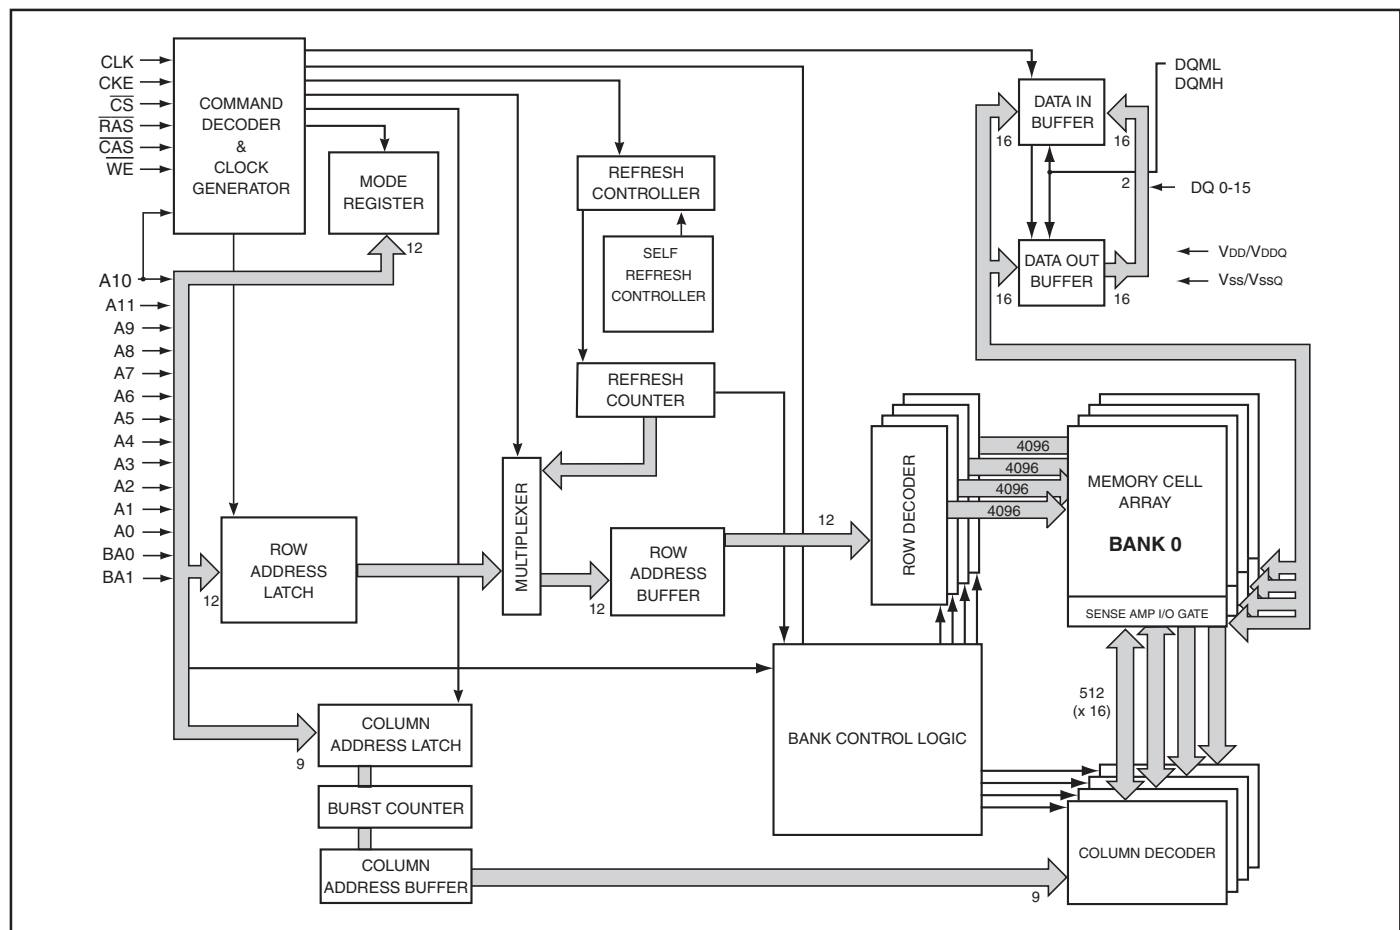 CLK
CKE
CS
RAS
CAS
WE
COMMAND
DECODER
&
CLOCK
GENERATOR
MODE
REGISTER
12
REFRESH
CONTROLLER
SELF
REFRESH
CONTROLLER
REFRESH
COUNTER
DATA IN
BUFFER
16
16
DQML
DQMH
2
DQ 0-15
DATA OUT
BUFFER
16
16
VDD/VDDQ
Vss/VssQ
A10
A11
A9
A8
A7
A6
A5
A4
A3
A2
A1
A0
BA0
BA1
12
ROW
ADDRESS
LATCH
MULTIPLEXER
12
ROW
ADDRESS
BUFFER
12
ROW DECODER
4096
4096
4096
4096
MEMORY CELL
ARRAY
BANK 0
SENSE AMP I/O GATE
512
(x 16)
BANK CONTROL LOGIC
9
COLUMN
ADDRESS LATCH
BURST COUNTER
COLUMN
ADDRESS BUFFER
9
COLUMN DECODER